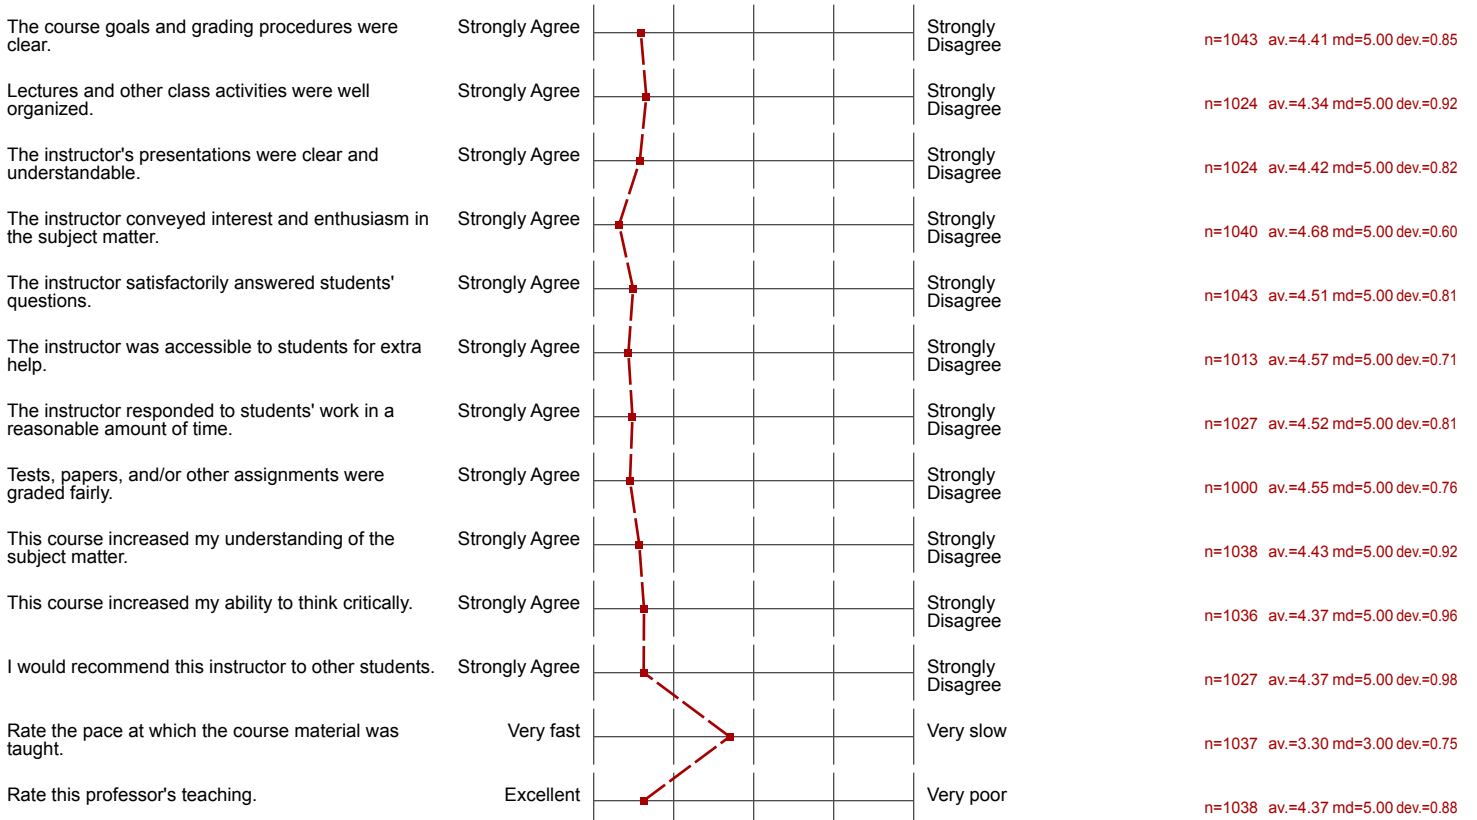 The course goals and grading procedures were
clear.
Strongly Agree
Strongly
Disagree
n=1043 av.=4.41 md=5.00 dev.=0.85
Lectures and other class activities were well
organized.
Strongly Agree
Strongly
Disagree
n=1024 av.=4.34 md=5.00 dev.=0.92
The instructor's presentations were clear and
understandable.
Strongly Agree
Strongly
Disagree
n=1024 av.=4.42 md=5.00 dev.=0.82
The instructor conveyed interest and enthusiasm in
the subject matter.
Strongly Agree
Strongly
Disagree
n=1040 av.=4.68 md=5.00 dev.=0.60
The instructor satisfactorily answered students'
questions.
Strongly Agree
Strongly
Disagree
n=1043 av.=4.51 md=5.00 dev.=0.81
The instructor was accessible to students for extra
help.
Strongly Agree
Strongly
Disagree
n=1013 av.=4.57 md=5.00 dev.=0.71
The instructor responded to students' work in a
reasonable amount of time.
Strongly Agree
Strongly
Disagree
n=1027 av.=4.52 md=5.00 dev.=0.81
Tests, papers, and/or other assignments were
graded fairly.
Strongly Agree
Strongly
Disagree
n=1000 av.=4.55 md=5.00 dev.=0.76
This course increased my understanding of the
subject matter.
Strongly Agree
Strongly
Disagree
n=1038 av.=4.43 md=5.00 dev.=0.92
This course increased my ability to think critically.
Strongly Agree
Strongly
Disagree
n=1036 av.=4.37 md=5.00 dev.=0.96
I would recommend this instructor to other students.
Strongly Agree
Strongly
Disagree
n=1027 av.=4.37 md=5.00 dev.=0.98
Rate the pace at which the course material was
taught.
Very fast
Very slow
n=1037 av.=3.30 md=3.00 dev.=0.75
Rate this professor's teaching.
Excellent
Very poor
n=1038 av.=4.37 md=5.00 dev.=0.88